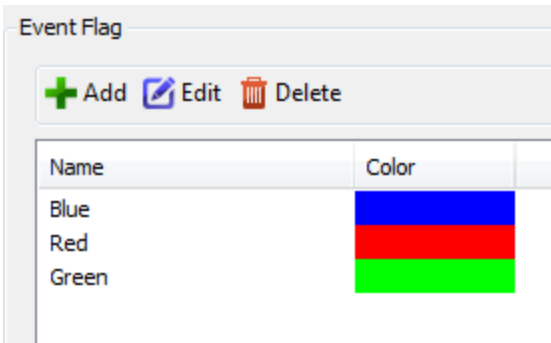 Event Flag
Add Edit Delete
Name Color
Blue
Red
Green